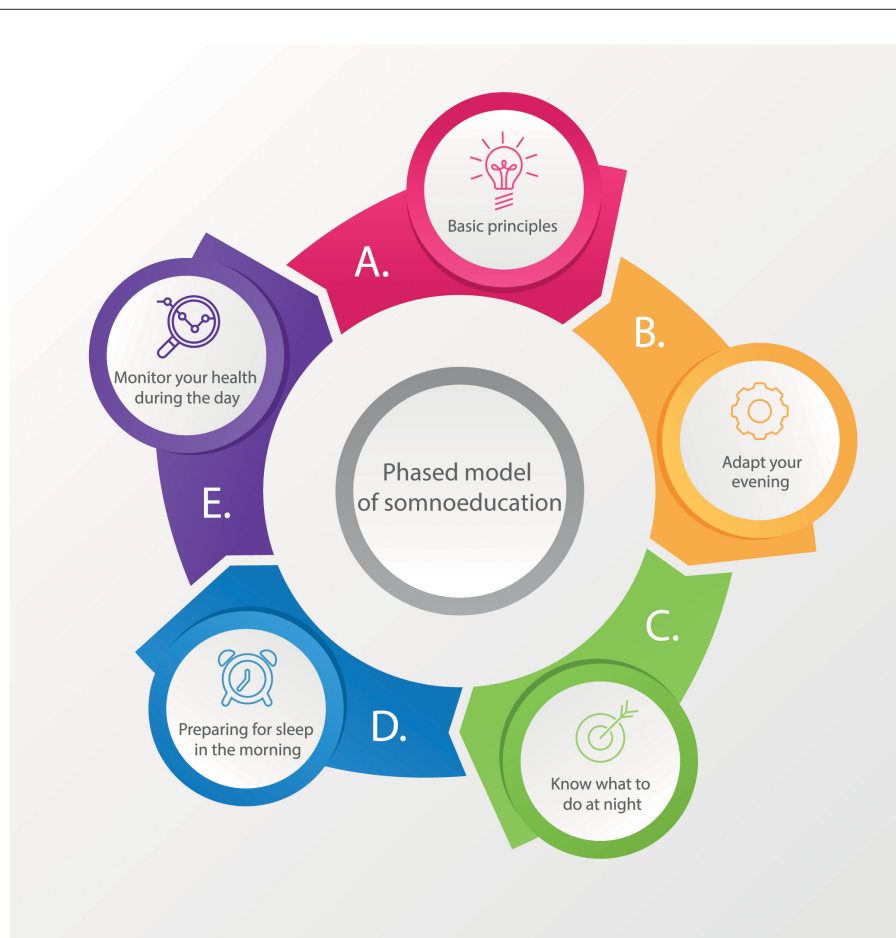 Phased model
of somnoeducation
A.
Basic principles
B.
Adapt your
evening
C.
Know what to
do at night
D.
Preparing for sleep
in the morning
E.
Monitor your health
during the day